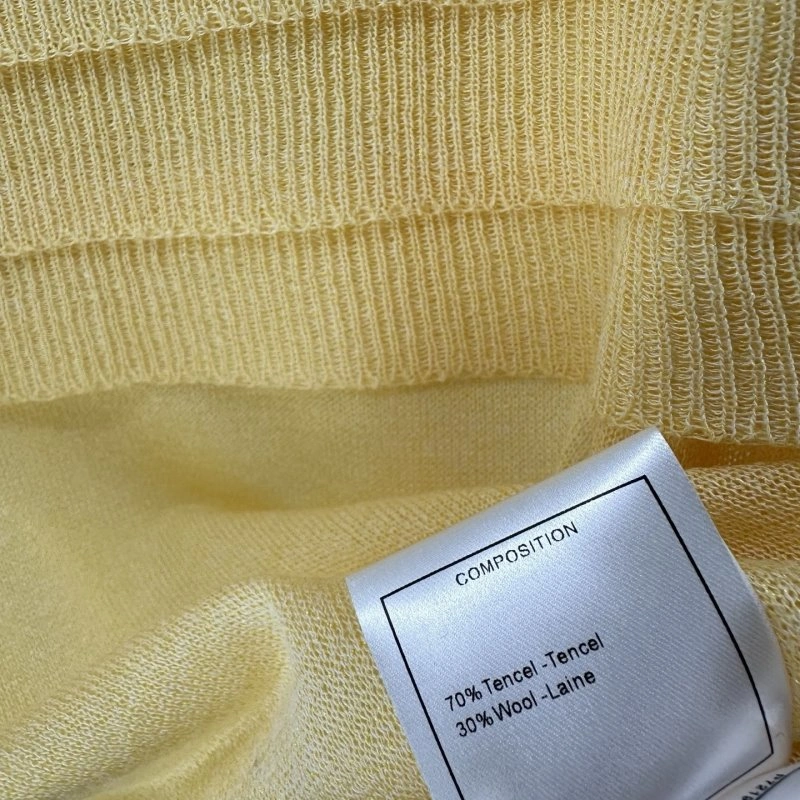 COMPOSITION
70% Tencel -Tencel
30% Wool -Laine